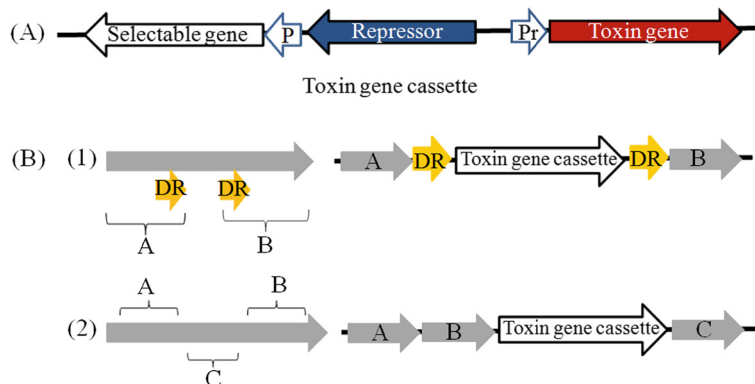 (A) Selectable gene P Repressor Pr Toxin gene
Toxin gene cassette
(B) (1) A DR Toxin gene cassette DR B
DR DR
A B
A B
(2) A B Toxin gene cassette C
C